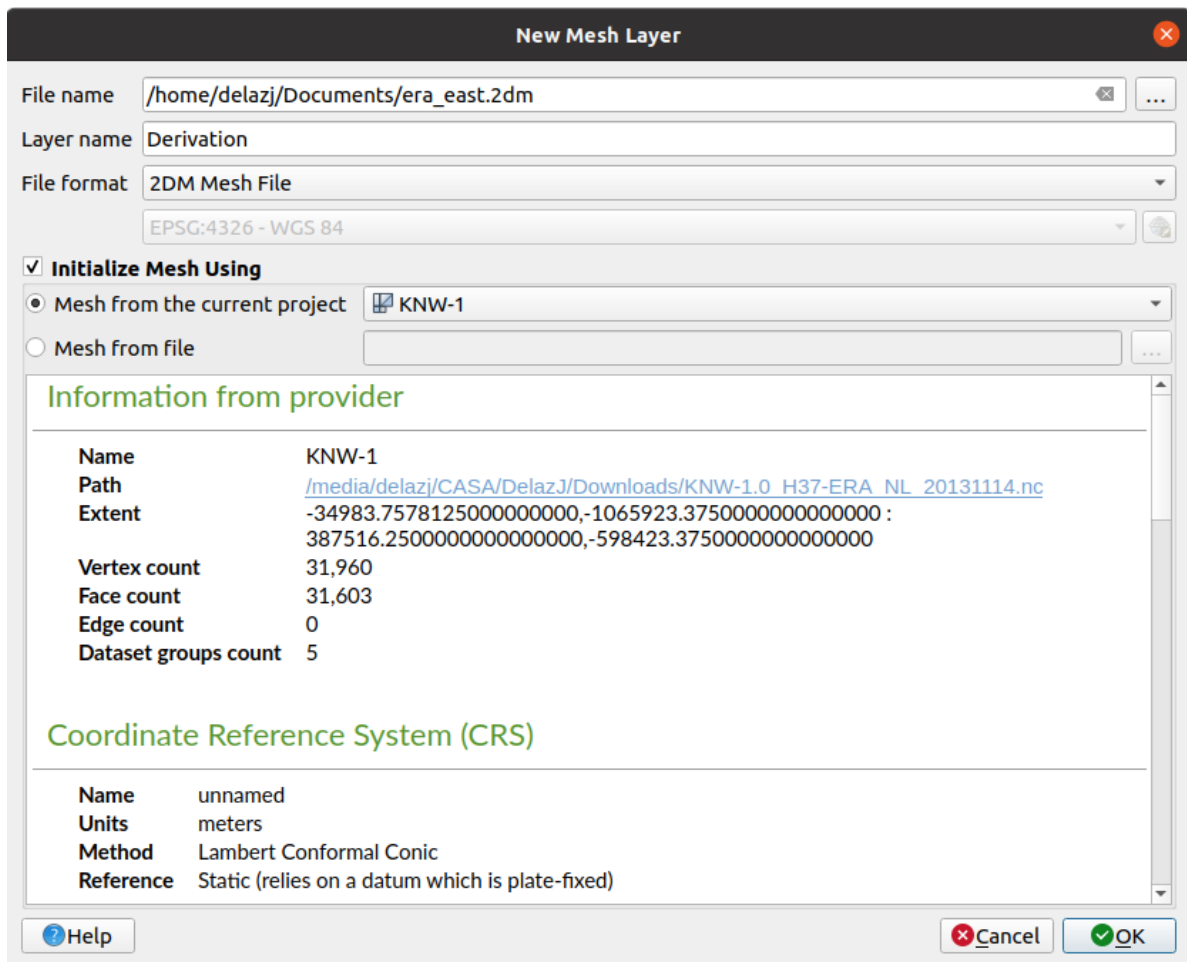 New Mesh Layer
File name /home/delazj/Documents/era_east.2dm ...
Layer name Derivation
File format 2DM Mesh File
EPSG:4326 - WGS 84
Initialize Mesh Using
Mesh from the current project KNW-1
Mesh from file ...
Information from provider
Name KNW-1
Path /media/delazj/CASA/DelazJ/Downloads/KNW-1.0_H37-ERA_NL_20131114.nc
Extent -34983.7578125000000000,-1065923.3750000000000000 :
387516.2500000000000000,-598423.3750000000000000
Vertex count 31,960
Face count 31,603
Edge count 0
Dataset groups count 5
Coordinate Reference System (CRS)
Name unnamed
Units meters
Method Lambert Conformal Conic
Reference Static (relies on a datum which is plate-fixed)
Help Cancel OK